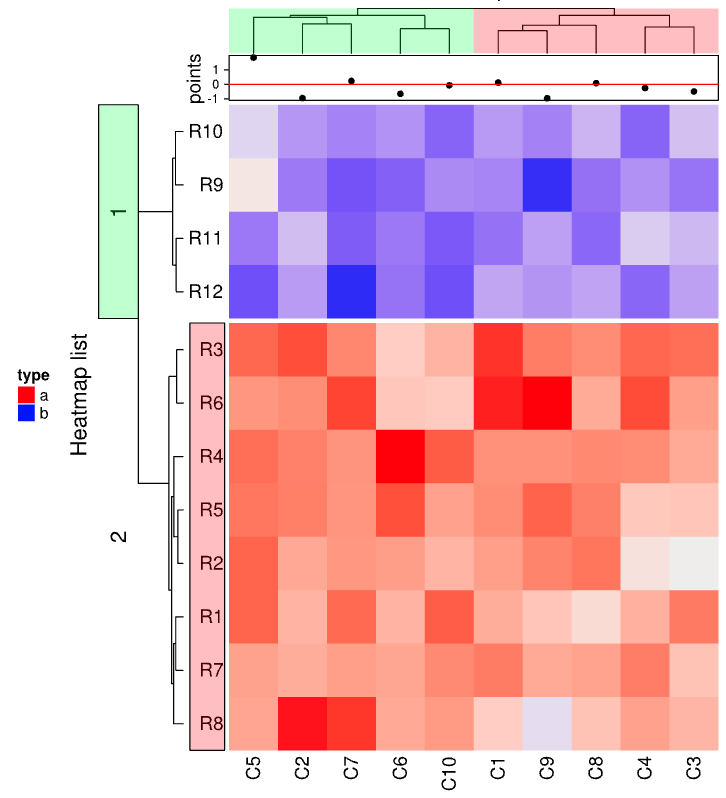 points
1
0
-1
R10
R9
R11
R12
1
R3
R6
R4
R5
R2
R1
R7
R8
2
Heatmap list
type
a
b
C5 C2 C7 C6 C10 C1 C9 C8 C4 C3